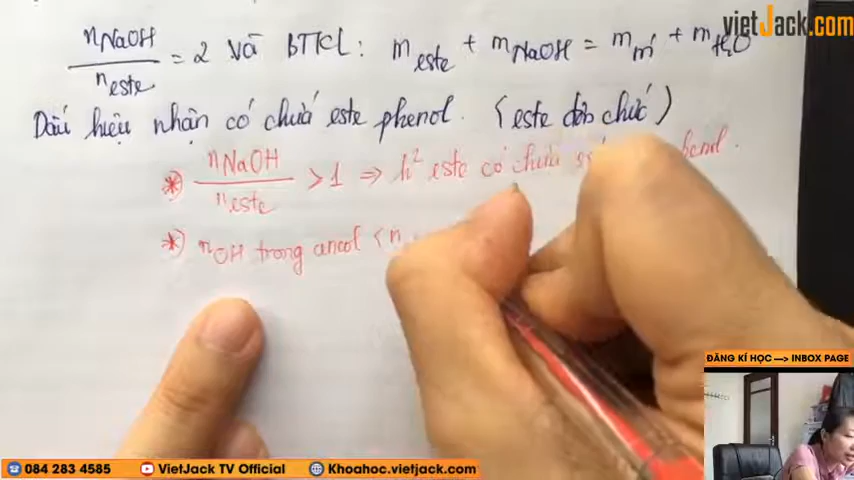 vietJack.com
nNaOH / neste = 2 và BTKL : meste + mNaOH = mm' + mH2O
Dấu hiệu nhận có chứa este phenol. (este đơn chức)
* nNaOH / neste > 1 => h² este có chứa
* nOH trong ancol < n
ĐĂNG KÍ HỌC —> INBOX PAGE
084 283 4585 VietJack TV Official Khoahoc.vietjack.com